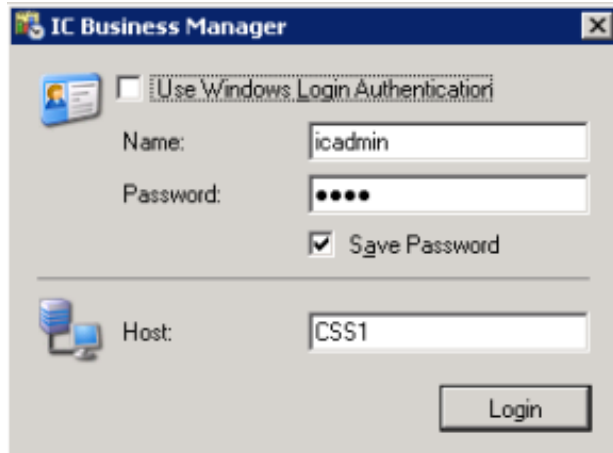 IC Business Manager
Use Windows Login Authentication
Name: icadmin
Password: ●●●●
Save Password
Host: CSS1
Login